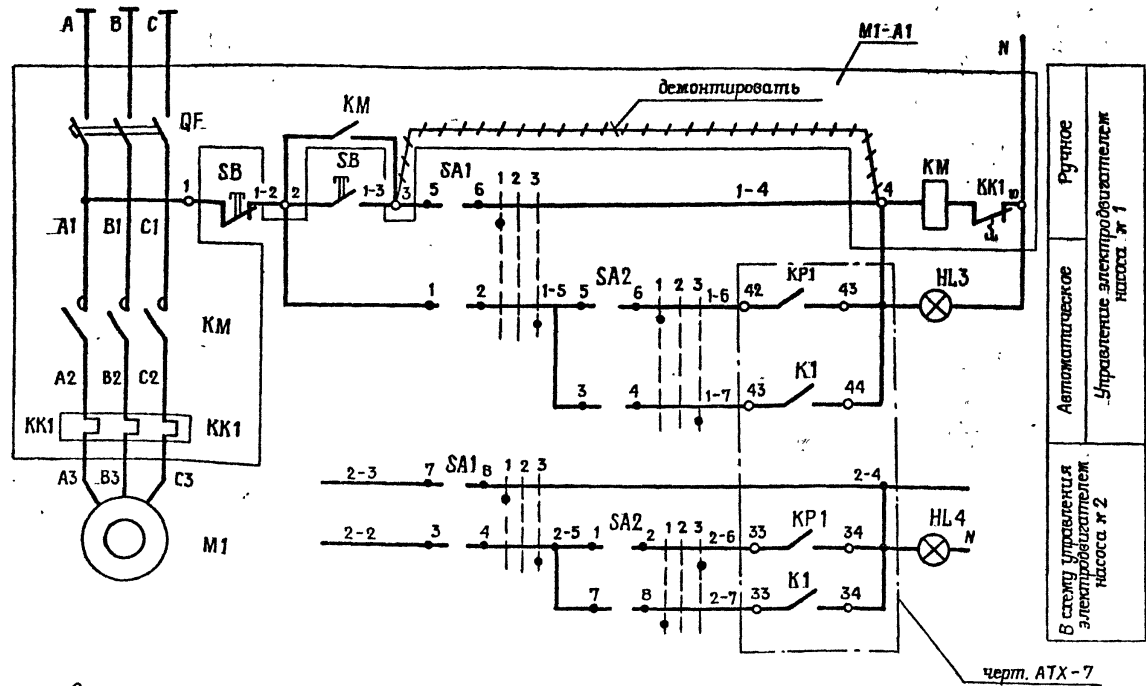 A B C
M1-A1
N
демонтировать
QF
KM
1
SB
1-2
2
SB
1-3
3
5
SA1
6
1 2 3
1-4
4
KM
KK1
10
A1 B1 C1
1
2
1-5
5
SA2
6
1 2 3
1-6
42
KP1
43
HL3
KM
A2 B2 C2
3
4
1-7
43
K1
44
KK1
KK1
A3 B3 C3
M1
2-3
7
SA1
8
1 2 3
2-4
2-2
3
4
2-5
1
SA2
2
1 2 3
2-6
33
KP1
34
HL4
N
7
8
2-7
33
K1
34
черт. АТХ-7
Ручное
Автоматическое
Управление электродвигателем
насоса № 1
В схему управления
электродвигателем
насоса № 2